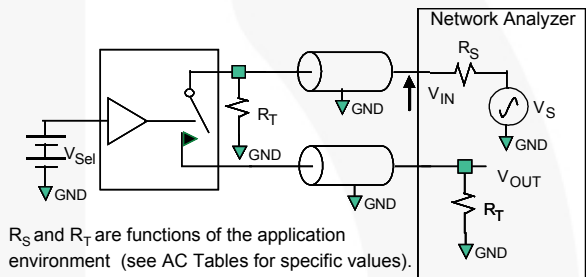 Network Analyzer
R_S
GND
V_IN
V_S
GND
R_T
GND
V_Sel
GND
GND
V_OUT
R_T
GND
R_S and R_T are functions of the application
environment (see AC Tables for specific values).